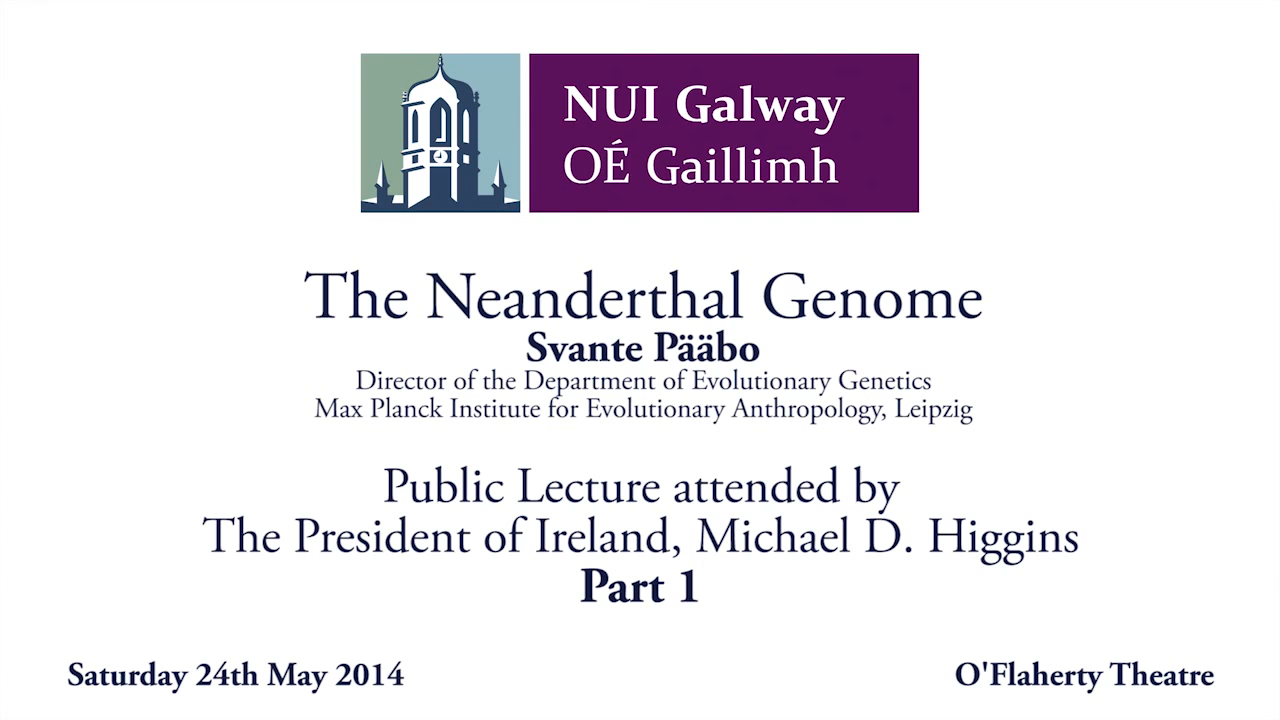 NUI Galway
OÉ Gaillimh
The Neanderthal Genome
Svante Pääbo
Director of the Department of Evolutionary Genetics
Max Planck Institute for Evolutionary Anthropology, Leipzig
Public Lecture attended by
The President of Ireland, Michael D. Higgins
Part 1
Saturday 24th May 2014
O'Flaherty Theatre